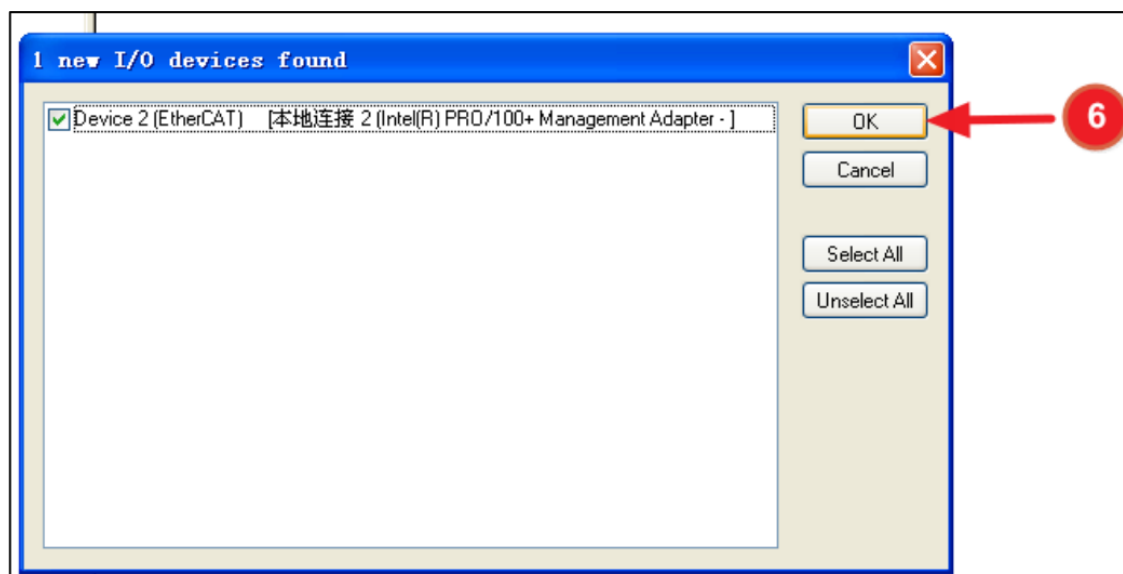 1 new I/O devices found
Device 2 (EtherCAT) [本地连接 2 (Intel(R) PRO/100+ Management Adapter - ]
OK
6
Cancel
Select All
Unselect All